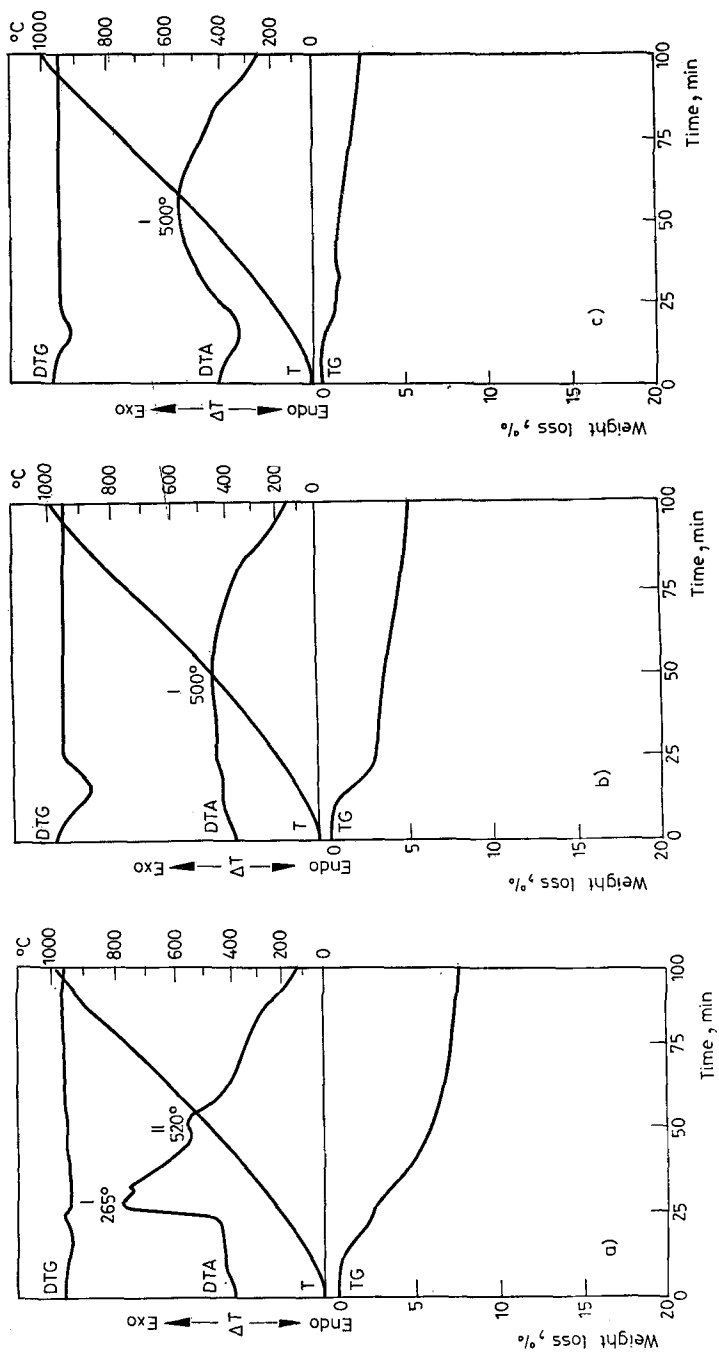 °C
1000
800
600
400
200
0
DTG
DTA
T
TG
I
265°
II
520°
Exo
ΔT
Endo
0
5
10
15
20
Weight loss, %
0
25
50
75
100
Time, min
a)
°C
1000
800
600
400
200
0
DTG
DTA
T
TG
I
500°
Exo
ΔT
Endo
0
5
10
15
20
Weight loss, %
0
25
50
75
100
Time, min
b)
°C
1000
800
600
400
200
0
DTG
DTA
T
TG
I
500°
Exo
ΔT
Endo
0
5
10
15
20
Weight loss, %
0
25
50
75
100
Time, min
c)